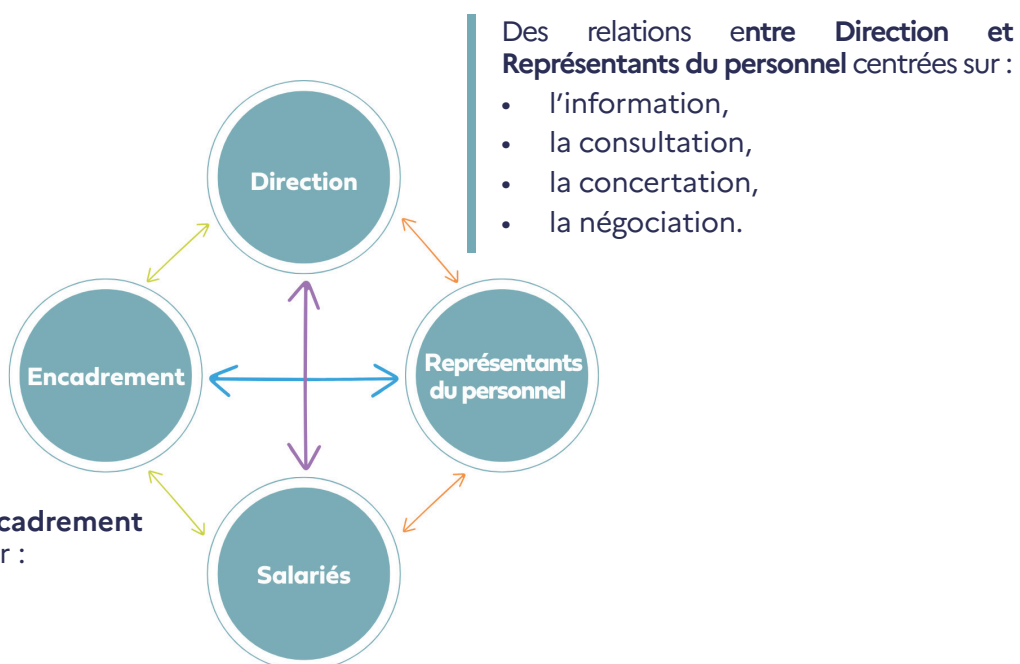 Des relations entre Direction et
Représentants du personnel centrées sur :
• l’information,
• la consultation,
• la concertation,
• la négociation.
Direction
Encadrement
Représentants
du personnel
cadrement
r :
Salariés